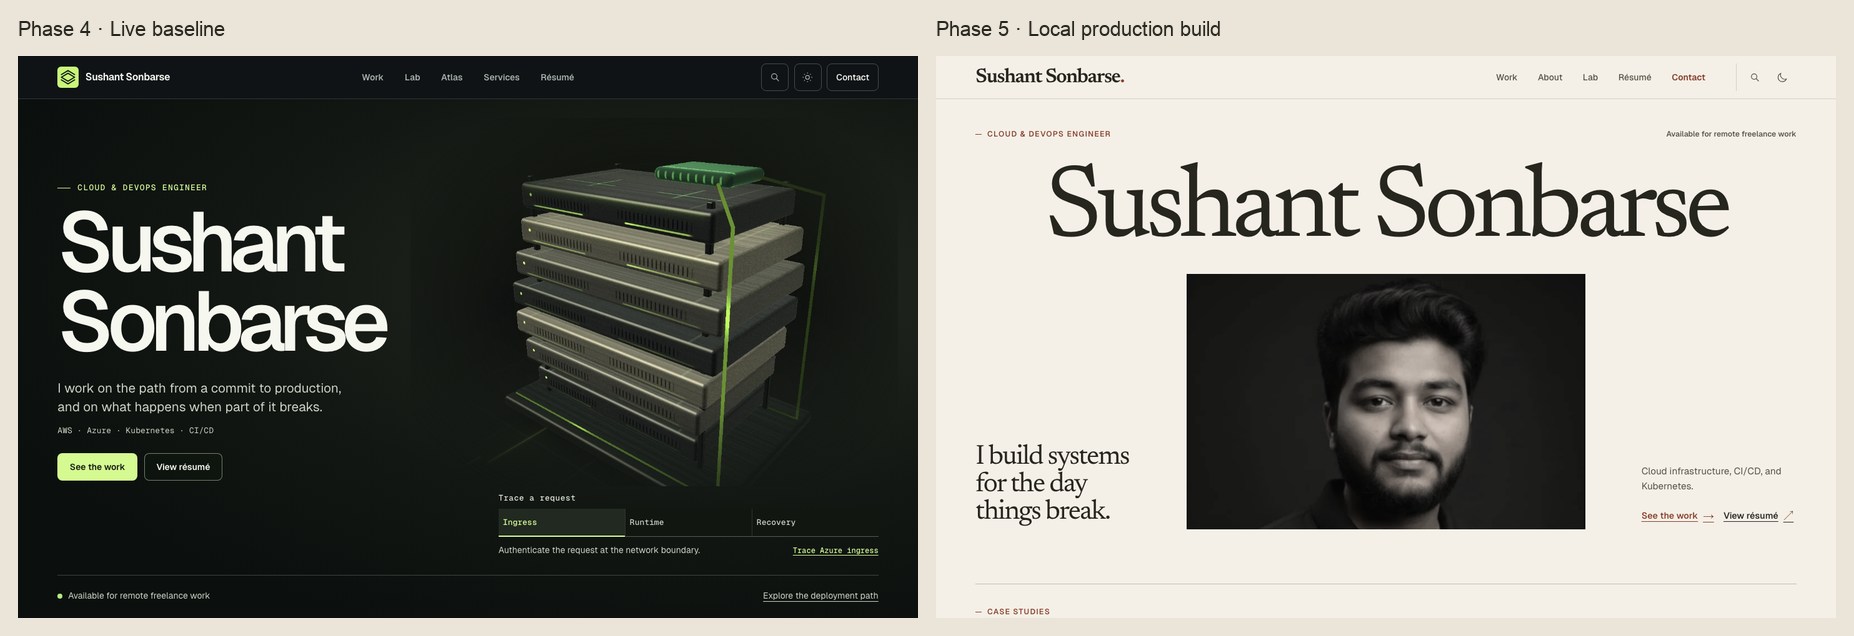 Phase 4 · Live baseline
Sushant Sonbarse
Work
Lab
Atlas
Services
Résumé
Contact
— CLOUD & DEVOPS ENGINEER
Sushant
Sonbarse
I work on the path from a commit to production,
and on what happens when part of it breaks.
AWS · Azure · Kubernetes · CI/CD
See the work
View résumé
Trace a request
Ingress
Runtime
Recovery
Authenticate the request at the network boundary.
Trace Azure ingress
Available for remote freelance work
Explore the deployment path
Phase 5 · Local production build
Sushant Sonbarse.
Work
About
Lab
Résumé
Contact
— CLOUD & DEVOPS ENGINEER
Available for remote freelance work
Sushant Sonbarse
I build systems
for the day
things break.
Cloud infrastructure, CI/CD, and
Kubernetes.
See the work →
View résumé ↗
— CASE STUDIES